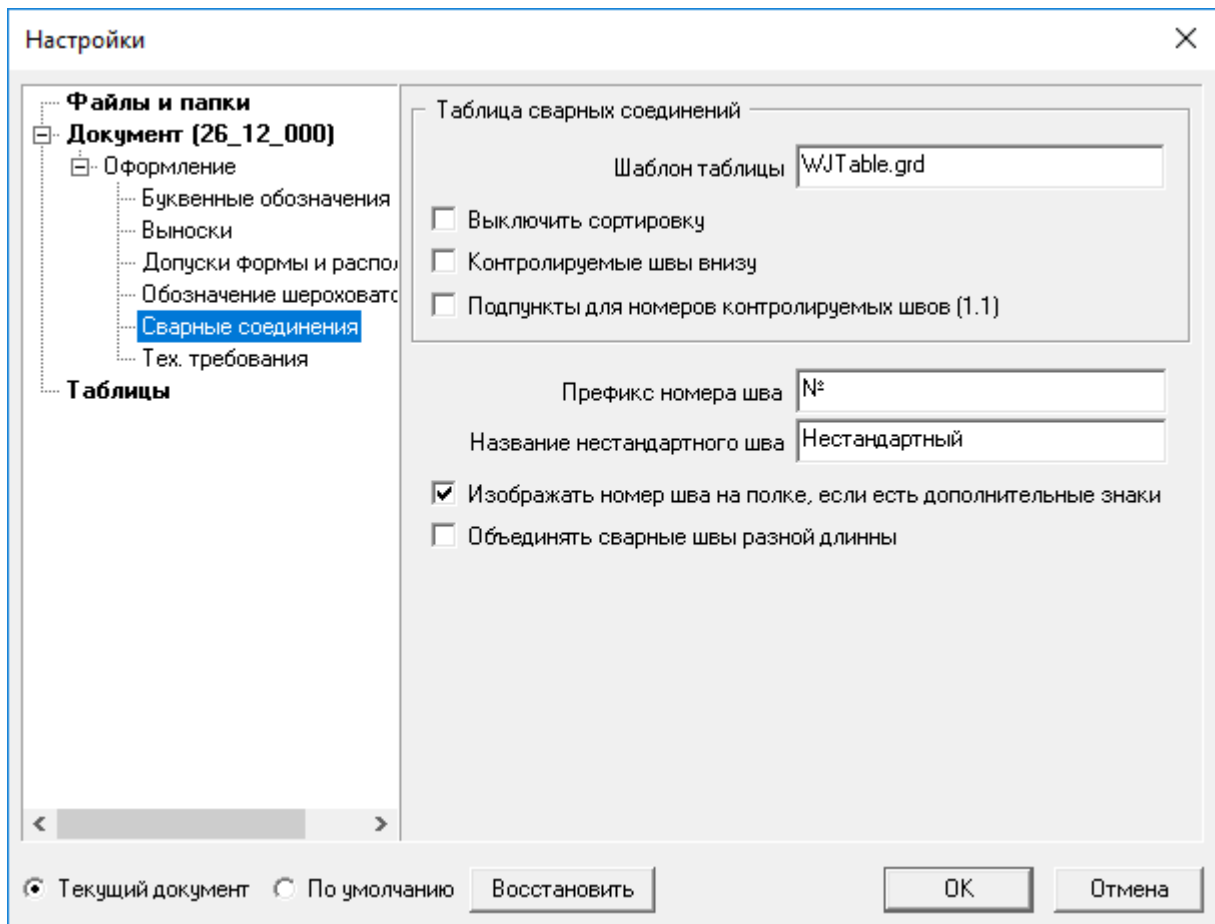 Настройки
Файлы и папки
Документ (26_12_000)
Оформление
Буквенные обозначения
Выноски
Допуски формы и распол
Обозначение шероховатс
Сварные соединения
Тех. требования
Таблицы
Таблица сварных соединений
Шаблон таблицы WJTable.grd
Выключить сортировку
Контролируемые швы внизу
Подпункты для номеров контролируемых швов (1.1)
Префикс номера шва №
Название нестандартного шва Нестандартный
Изображать номер шва на полке, если есть дополнительные знаки
Объединять сварные швы разной длинны
Текущий документ По умолчанию Восстановить OK Отмена